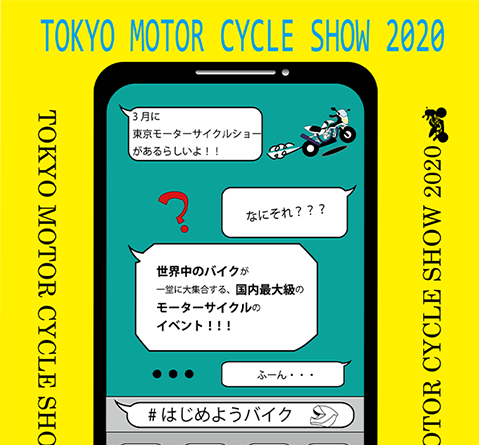 TOKYO MOTOR CYCLE SHOW 2020
3月に
東京モーターサイクルショー
があるらしいよ！！
?
なにそれ？？？
世界中のバイクが
一堂に大集合する、国内最大級の
モーターサイクルの
イベント！！！
ふーん・・・
#はじめようバイク
TOKYO MOTOR CYCLE SHO
OTOR CYCLE SHOW 2020